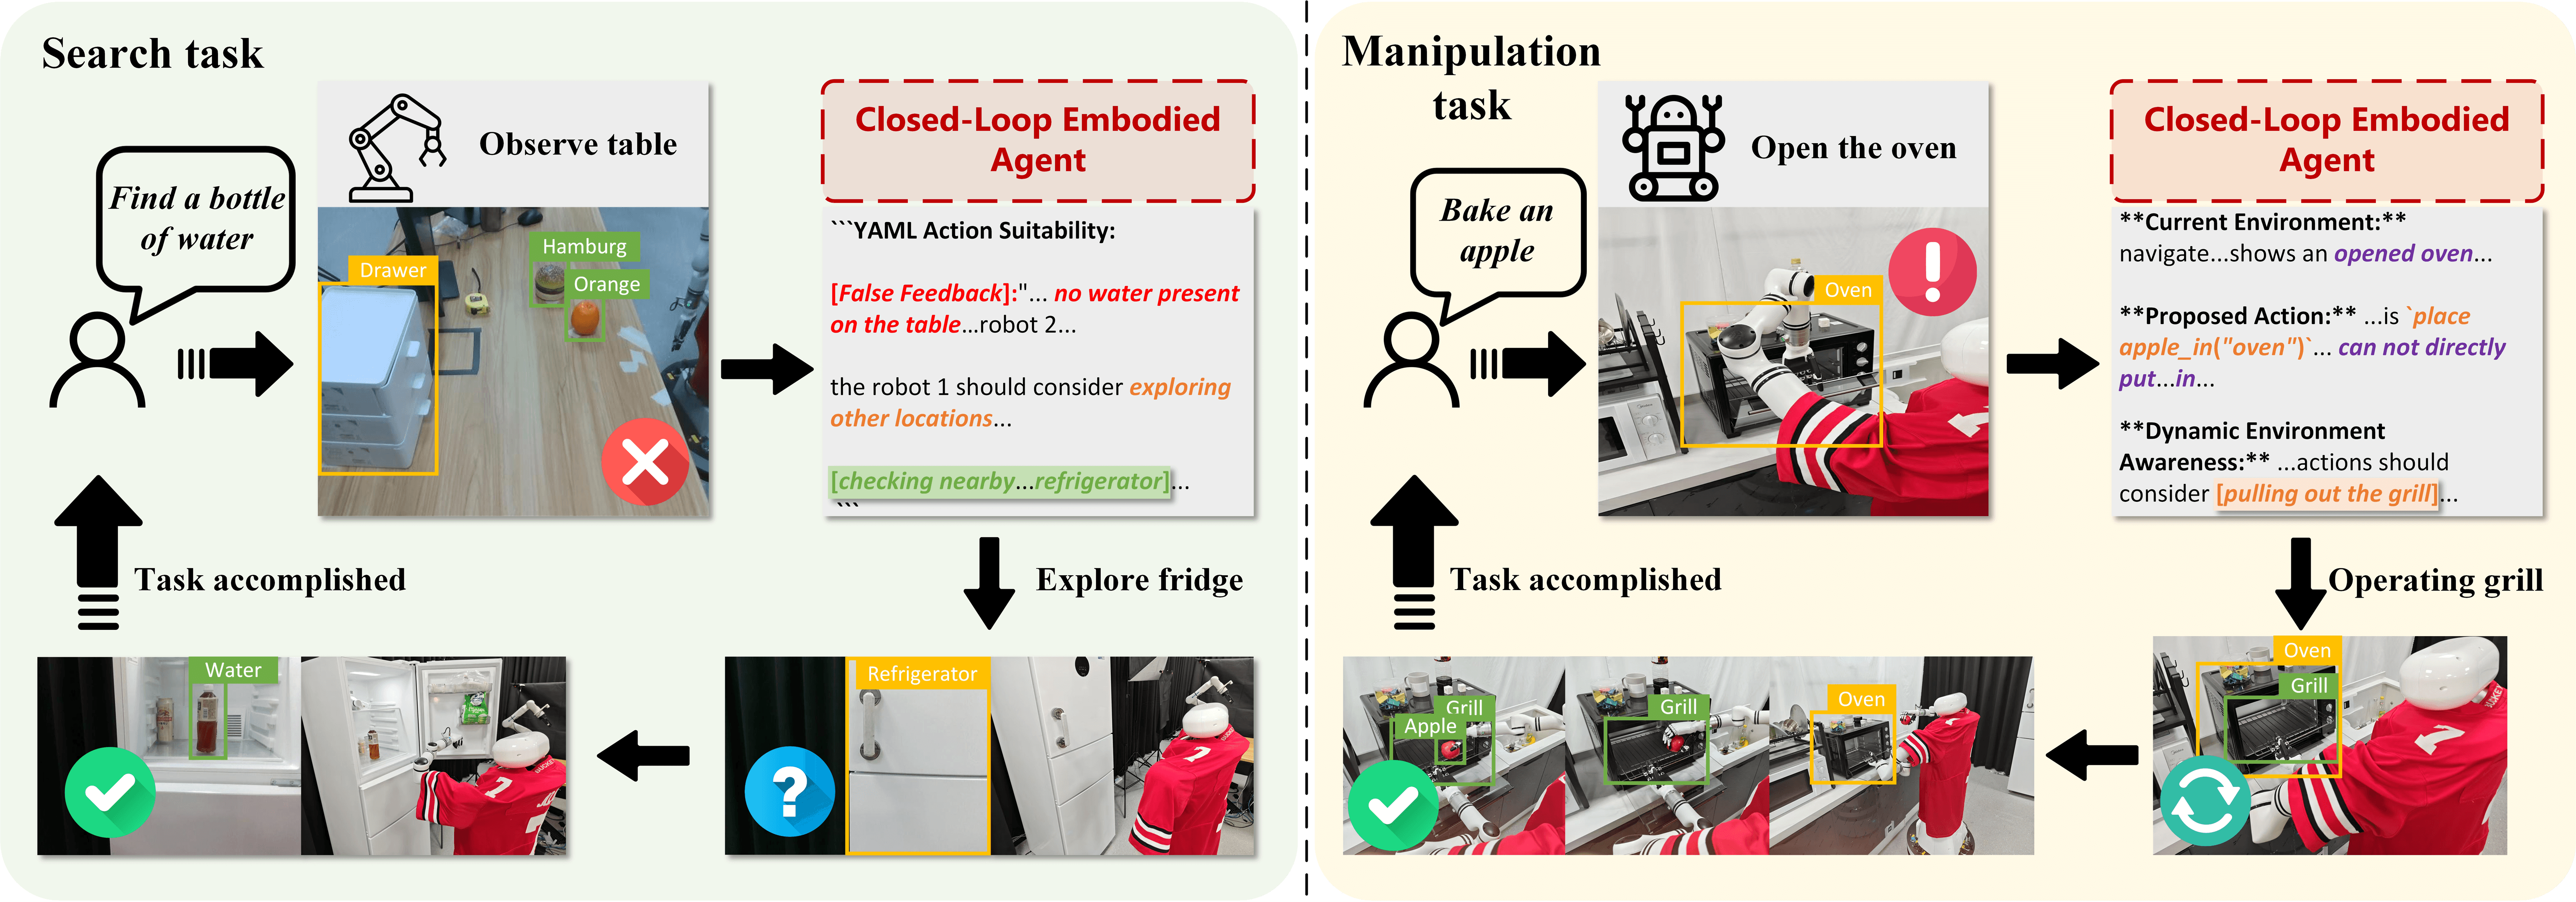 Search task
Find a bottle
of water
Observe table
Drawer
Hamburg
Orange
Closed-Loop Embodied
Agent
```YAML Action Suitability:
[False Feedback]:"... no water present
on the table...robot 2...
the robot 1 should consider exploring
other locations...
[checking nearby...refrigerator]...
```
Explore fridge
Refrigerator
Water
Task accomplished
Manipulation
task
Bake an
apple
Open the oven
Oven
Closed-Loop Embodied
Agent
**Current Environment:**
navigate...shows an opened oven...
**Proposed Action:** ...is `place
apple_in("oven")`... can not directly
put...in...
**Dynamic Environment
Awareness:** ...actions should
consider [pulling out the grill]...
Operating grill
Oven
Grill
Oven
Grill
Grill
Apple
Task accomplished